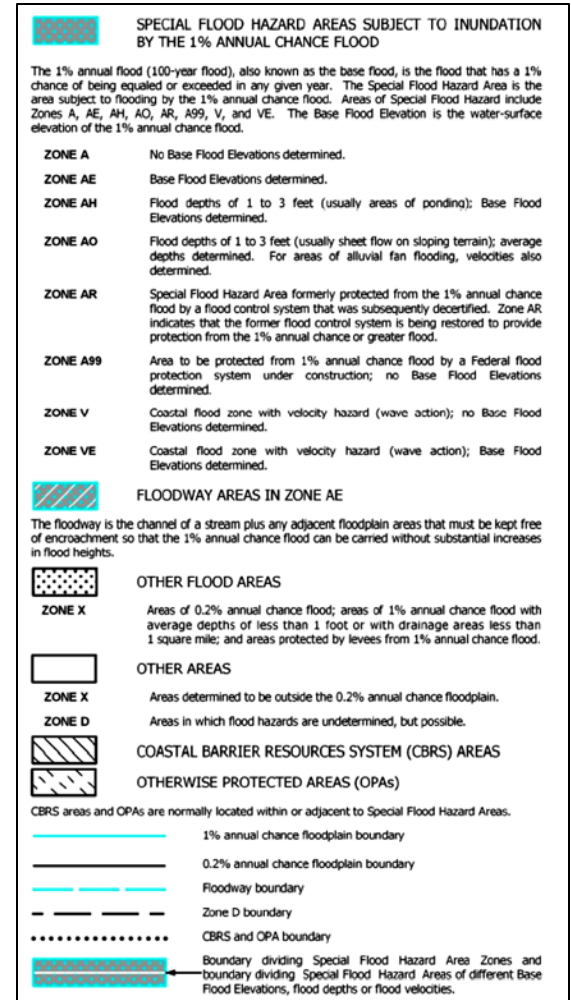 SPECIAL FLOOD HAZARD AREAS SUBJECT TO INUNDATION
BY THE 1% ANNUAL CHANCE FLOOD
The 1% annual flood (100-year flood), also known as the base flood, is the flood that has a 1%
chance of being equaled or exceeded in any given year. The Special Flood Hazard Area is the
area subject to flooding by the 1% annual chance flood. Areas of Special Flood Hazard include
Zones A, AE, AH, AO, AR, A99, V, and VE. The Base Flood Elevation is the water-surface
elevation of the 1% annual chance flood.
ZONE A No Base Flood Elevations determined.
ZONE AE Base Flood Elevations determined.
ZONE AH Flood depths of 1 to 3 feet (usually areas of ponding); Base Flood
Elevations determined.
ZONE AO Flood depths of 1 to 3 feet (usually sheet flow on sloping terrain); average
depths determined. For areas of alluvial fan flooding, velocities also
determined.
ZONE AR Special Flood Hazard Area formerly protected from the 1% annual chance
flood by a flood control system that was subsequently decertified. Zone AR
indicates that the former flood control system is being restored to provide
protection from the 1% annual chance or greater flood.
ZONE A99 Area to be protected from 1% annual chance flood by a Federal flood
protection system under construction; no Base Flood Elevations
determined.
ZONE V Coastal flood zone with velocity hazard (wave action); no Base Flood
Elevations determined.
ZONE VE Coastal flood zone with velocity hazard (wave action); Base Flood
Elevations determined.
FLOODWAY AREAS IN ZONE AE
The floodway is the channel of a stream plus any adjacent floodplain areas that must be kept free
of encroachment so that the 1% annual chance flood can be carried without substantial increases
in flood heights.
OTHER FLOOD AREAS
ZONE X Areas of 0.2% annual chance flood; areas of 1% annual chance flood with
average depths of less than 1 foot or with drainage areas less than
1 square mile; and areas protected by levees from 1% annual chance flood.
OTHER AREAS
ZONE X Areas determined to be outside the 0.2% annual chance floodplain.
ZONE D Areas in which flood hazards are undetermined, but possible.
COASTAL BARRIER RESOURCES SYSTEM (CBRS) AREAS
OTHERWISE PROTECTED AREAS (OPAs)
CBRS areas and OPAs are normally located within or adjacent to Special Flood Hazard Areas.
1% annual chance floodplain boundary
0.2% annual chance floodplain boundary
Floodway boundary
Zone D boundary
CBRS and OPA boundary
Boundary dividing Special Flood Hazard Area Zones and
boundary dividing Special Flood Hazard Areas of different Base
Flood Elevations, flood depths or flood velocities.